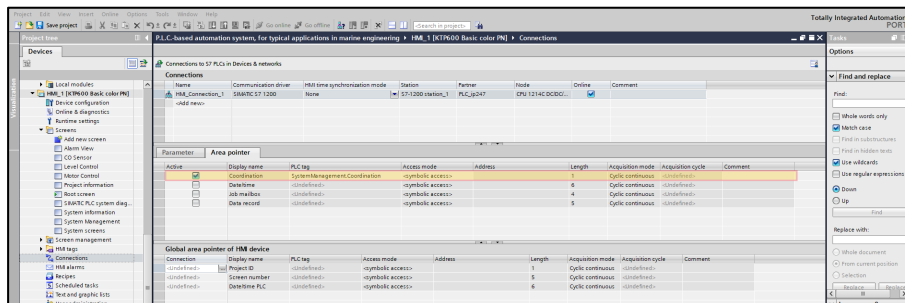 Project Edit View Insert Online Options Tools Window Help
Totally Integrated Automation
PORT
Save project
Go online
Go offline
<Search in project>
Project tree
P.L.C.-based automation system, for typical applications in marine engineering ▸ HMI_1 [KTP600 Basic color PN] ▸ Connections
Tasks
Devices
Options
Visualization
Connections to S7 PLCs in Devices & networks
Connections
Find and replace
Name Communication driver HMI time synchronization mode Station Partner Node Online Comment
HMI_Connection_1 SIMATIC S7 1200 None S7-1200 station_1 PLC_ip247 CPU 1214C DC/DC/...
<Add new>
Local modules
HMI_1 [KTP600 Basic color PN]
Device configuration
Online & diagnostics
Runtime settings
Screens
Add new screen
Alarm View
CO Sensor
Level Control
Motor Control
Project information
Root screen
SIMATIC PLC system diag...
System information
System Management
System screens
Screen management
HMI tags
Connections
HMI alarms
Recipes
Scheduled tasks
Text and graphic lists
Find:
Whole words only
Match case
Find in substructures
Find in hidden texts
Use wildcards
Use regular expressions
Down
Up
Find
Replace with:
Whole document
From current position
Selection
Replace
Parameter Area pointer
Active Display name PLC tag Access mode Address Length Acquisition mode Acquisition cycle Comment
Coordination SystemManagement.Coordination <symbolic access> 1 Cyclic continuous <Undefined>
Date/time <Undefined> <symbolic access> 6 Cyclic continuous <Undefined>
Job mailbox <Undefined> <symbolic access> 4 Cyclic continuous <Undefined>
Data record <Undefined> <symbolic access> 5 Cyclic continuous <Undefined>
Global area pointer of HMI device
Connection Display name PLC tag Access mode Address Length Acquisition mode Acquisition cycle Comment
<Undefined> Project ID <Undefined> <symbolic access> 1 Cyclic continuous <Undefined>
<Undefined> Screen number <Undefined> <symbolic access> 5 Cyclic continuous <Undefined>
<Undefined> Date/time PLC <Undefined> <symbolic access> 6 Cyclic continuous <Undefined>